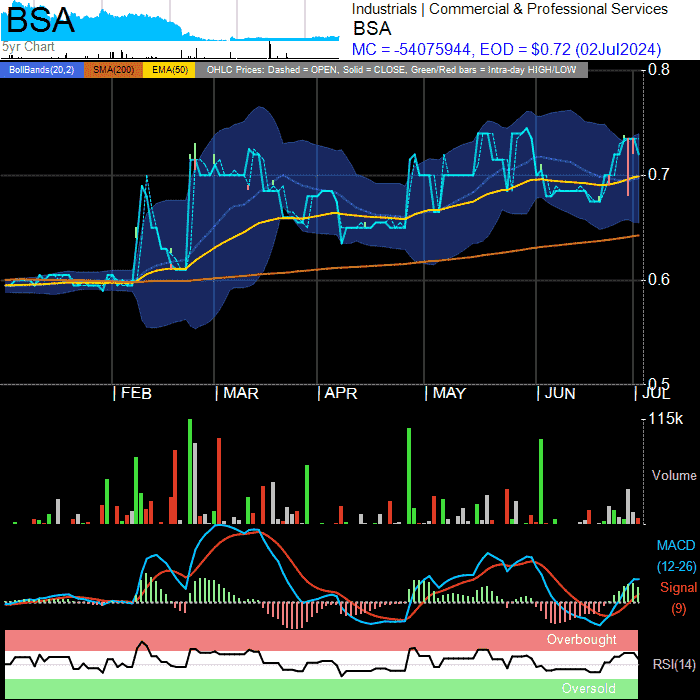 BSA
5yr Chart
Industrials | Commercial & Professional Services
BSA
MC = -54075944, EOD = $0.72 (02Jul2024)
BollBands(20,2) SMA(200) EMA(50) OHLC Prices: Dashed = OPEN, Solid = CLOSE, Green/Red bars = Intra-day HIGH/LOW
0.8
0.7
0.6
0.5
FEB MAR APR MAY JUN JUL
115k
Volume
MACD
(12-26)
Signal
(9)
Overbought
RSI(14)
Oversold